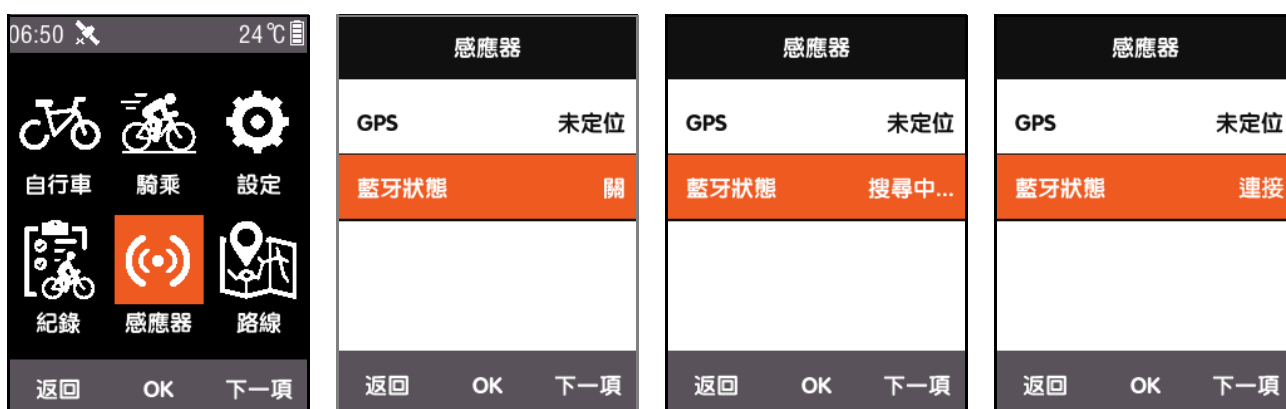 06:50 24℃
自行車 騎乘 設定
紀錄 感應器 路線
返回 OK 下一項
感應器
GPS 未定位
藍牙狀態 關
返回 OK 下一項
感應器
GPS 未定位
藍牙狀態 搜尋中...
返回 OK 下一項
感應器
GPS 未定位
藍牙狀態 連接
返回 OK 下一項